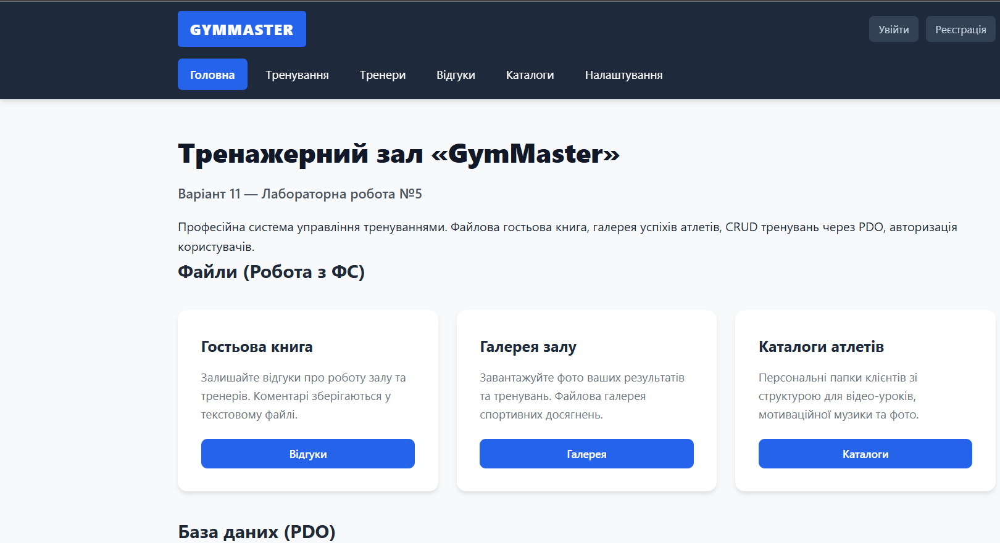 GYMMASTER
Увійти
Реєстрація
Головна
Тренування
Тренери
Відгуки
Каталоги
Налаштування
Тренажерний зал «GymMaster»
Варіант 11 — Лабораторна робота №5
Професійна система управління тренуваннями. Файлова гостьова книга, галерея успіхів атлетів, CRUD тренувань через PDO, авторизація
користувачів.
Файли (Робота з ФС)
Гостьова книга
Залишайте відгуки про роботу залу та
тренерів. Коментарі зберігаються у
текстовому файлі.
Відгуки
Галерея залу
Завантажуйте фото ваших результатів
та тренувань. Файлова галерея
спортивних досягнень.
Галерея
Каталоги атлетів
Персональні папки клієнтів зі
структурою для відео-уроків,
мотиваційної музики та фото.
Каталоги
База даних (PDO)